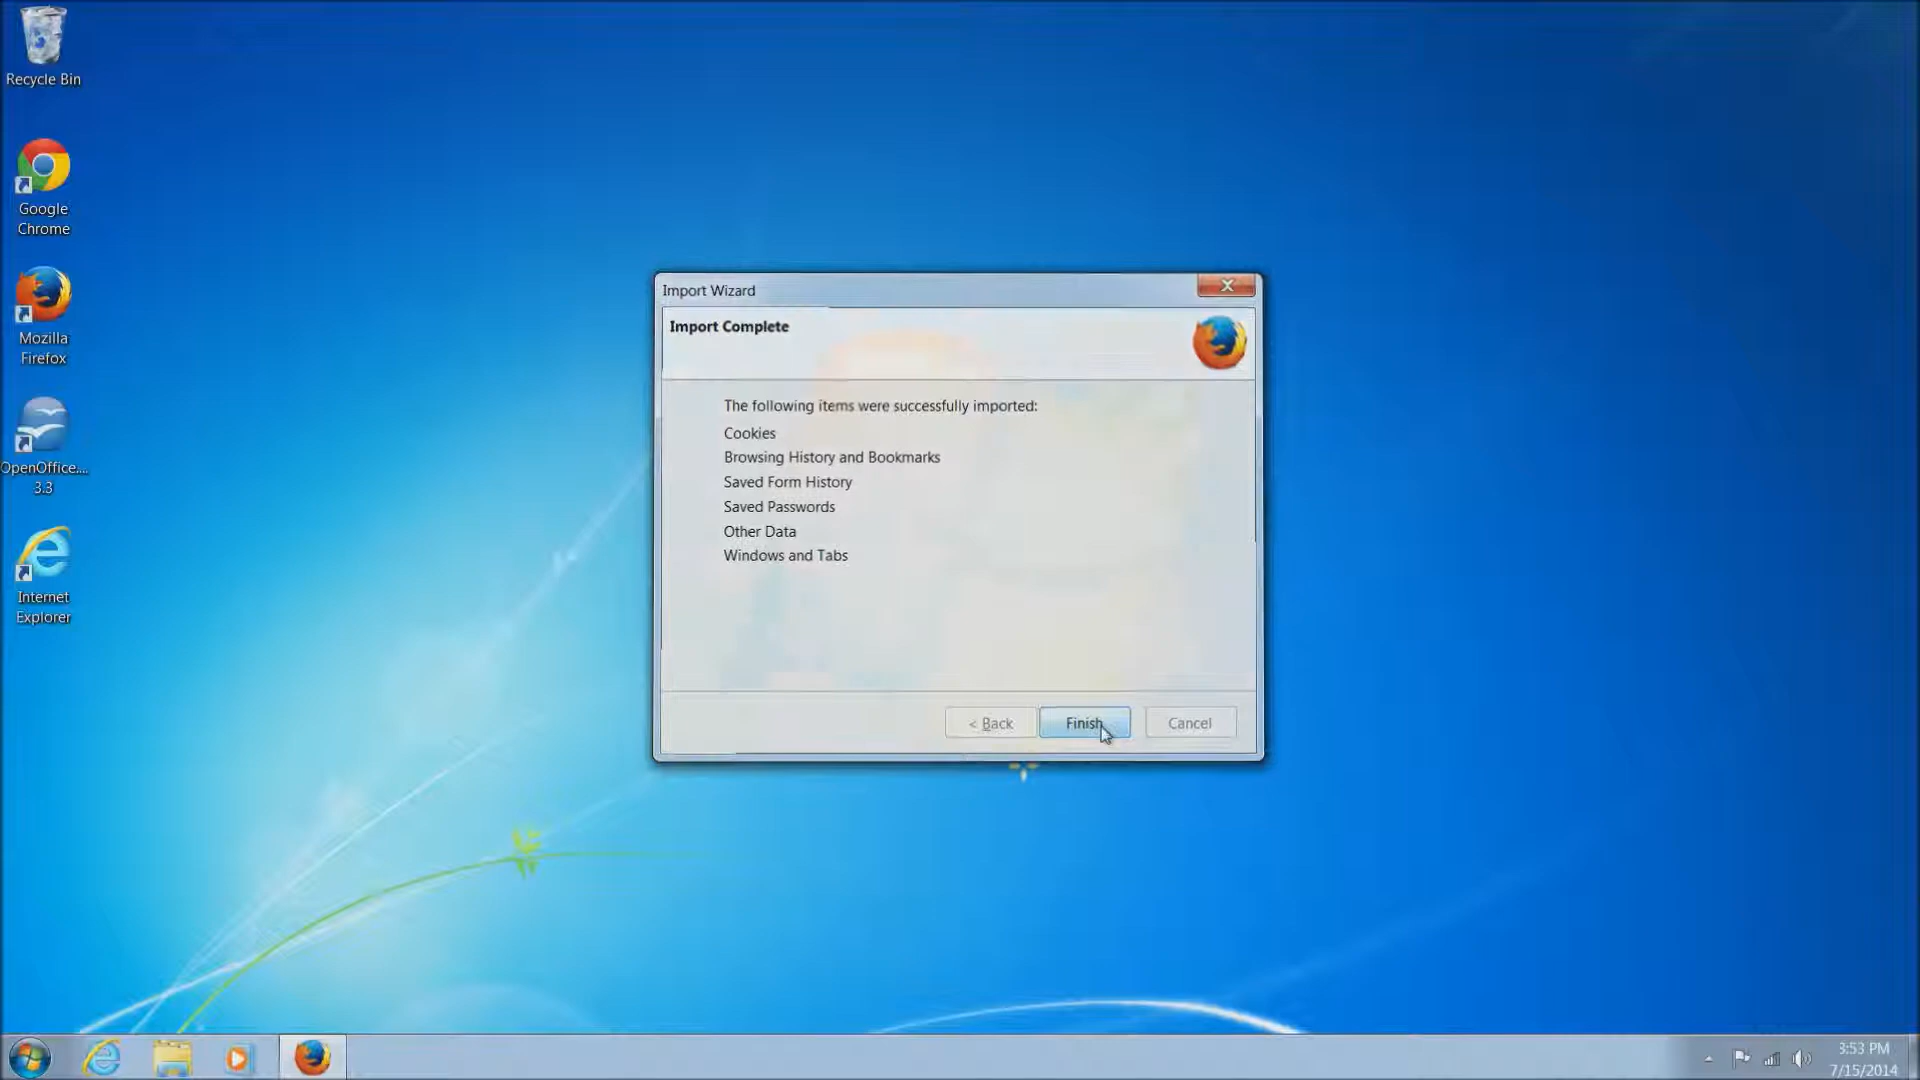 Recycle Bin
Google
Chrome
Mozilla
Firefox
OpenOffice....
3.3
Internet
Explorer
Import Wizard
Import Complete
The following items were successfully imported:
Cookies
Browsing History and Bookmarks
Saved Form History
Saved Passwords
Other Data
Windows and Tabs
< Back
Finish
Cancel
3:53 PM
7/15/2014